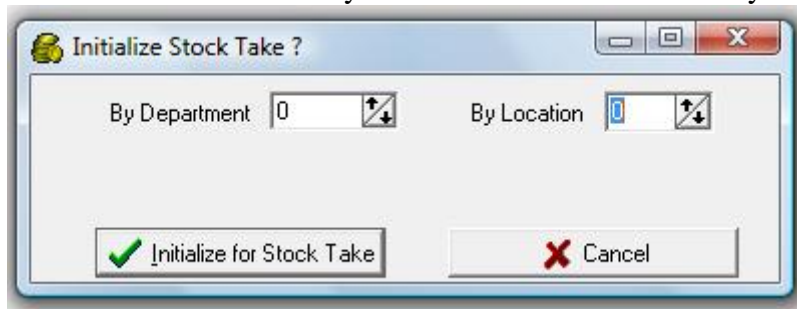 Initialize Stock Take ?
By Department 0 By Location 0
Initialize for Stock Take Cancel